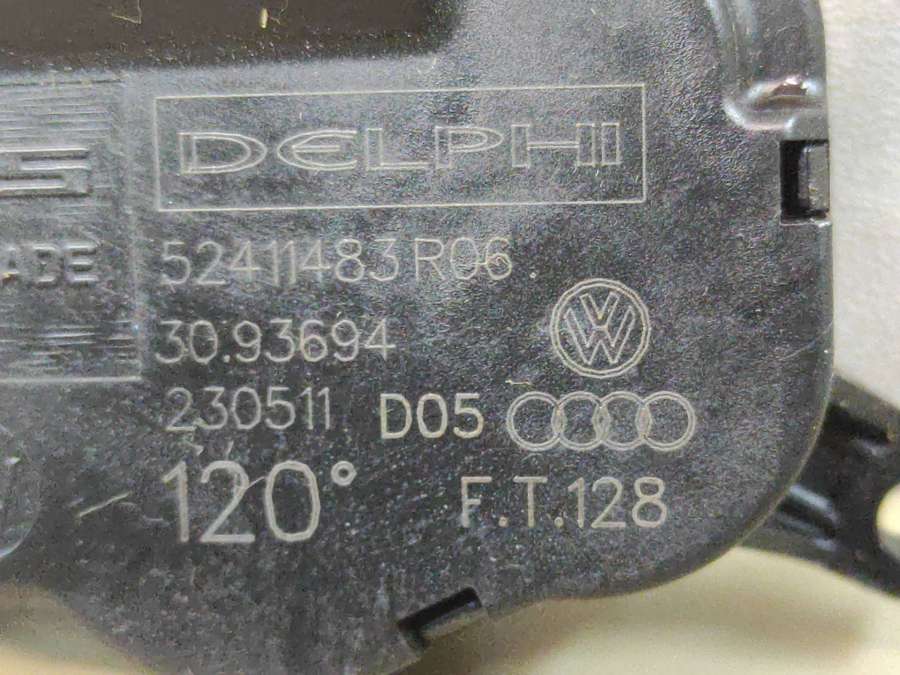 DELPHI
52411483 R06
30.93694
230511 D05
120° F.T.128